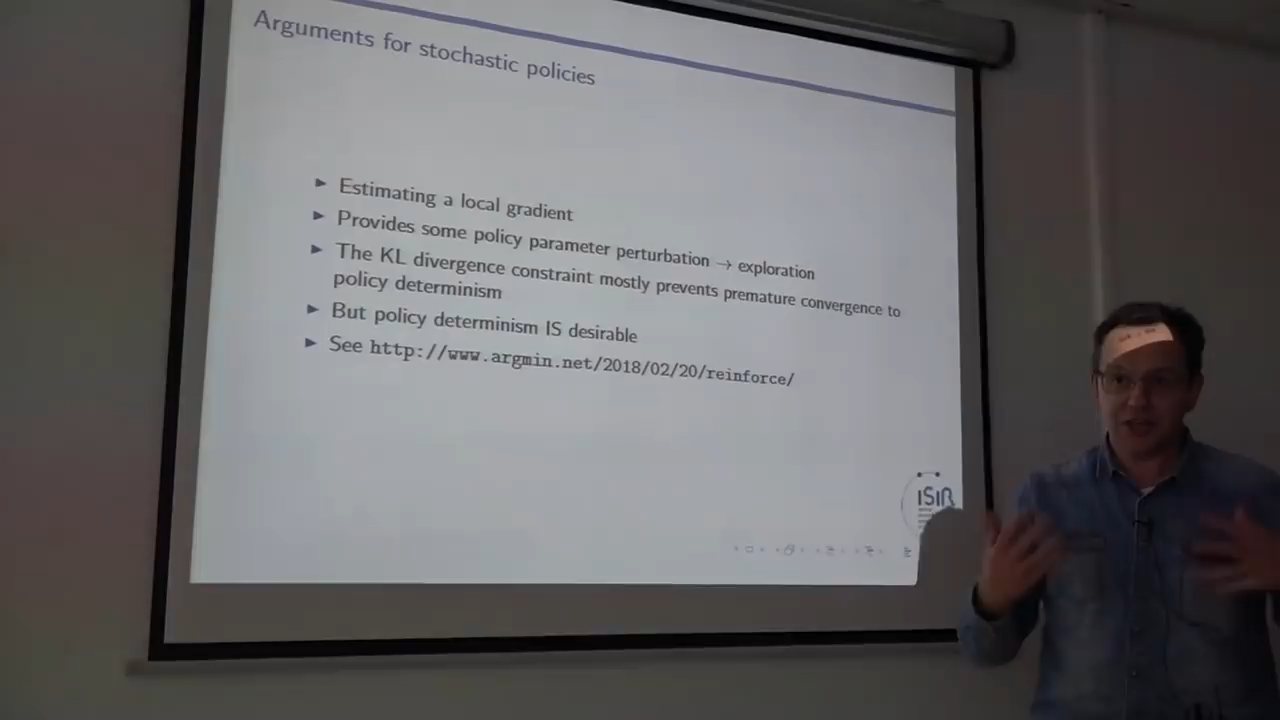 Arguments for stochastic policies
► Estimating a local gradient
► Provides some policy parameter perturbation → exploration
► The KL divergence constraint mostly prevents premature convergence to
policy determinism
► But policy determinism IS desirable
► See http://www.argmin.net/2018/02/20/reinforce/
ISIR